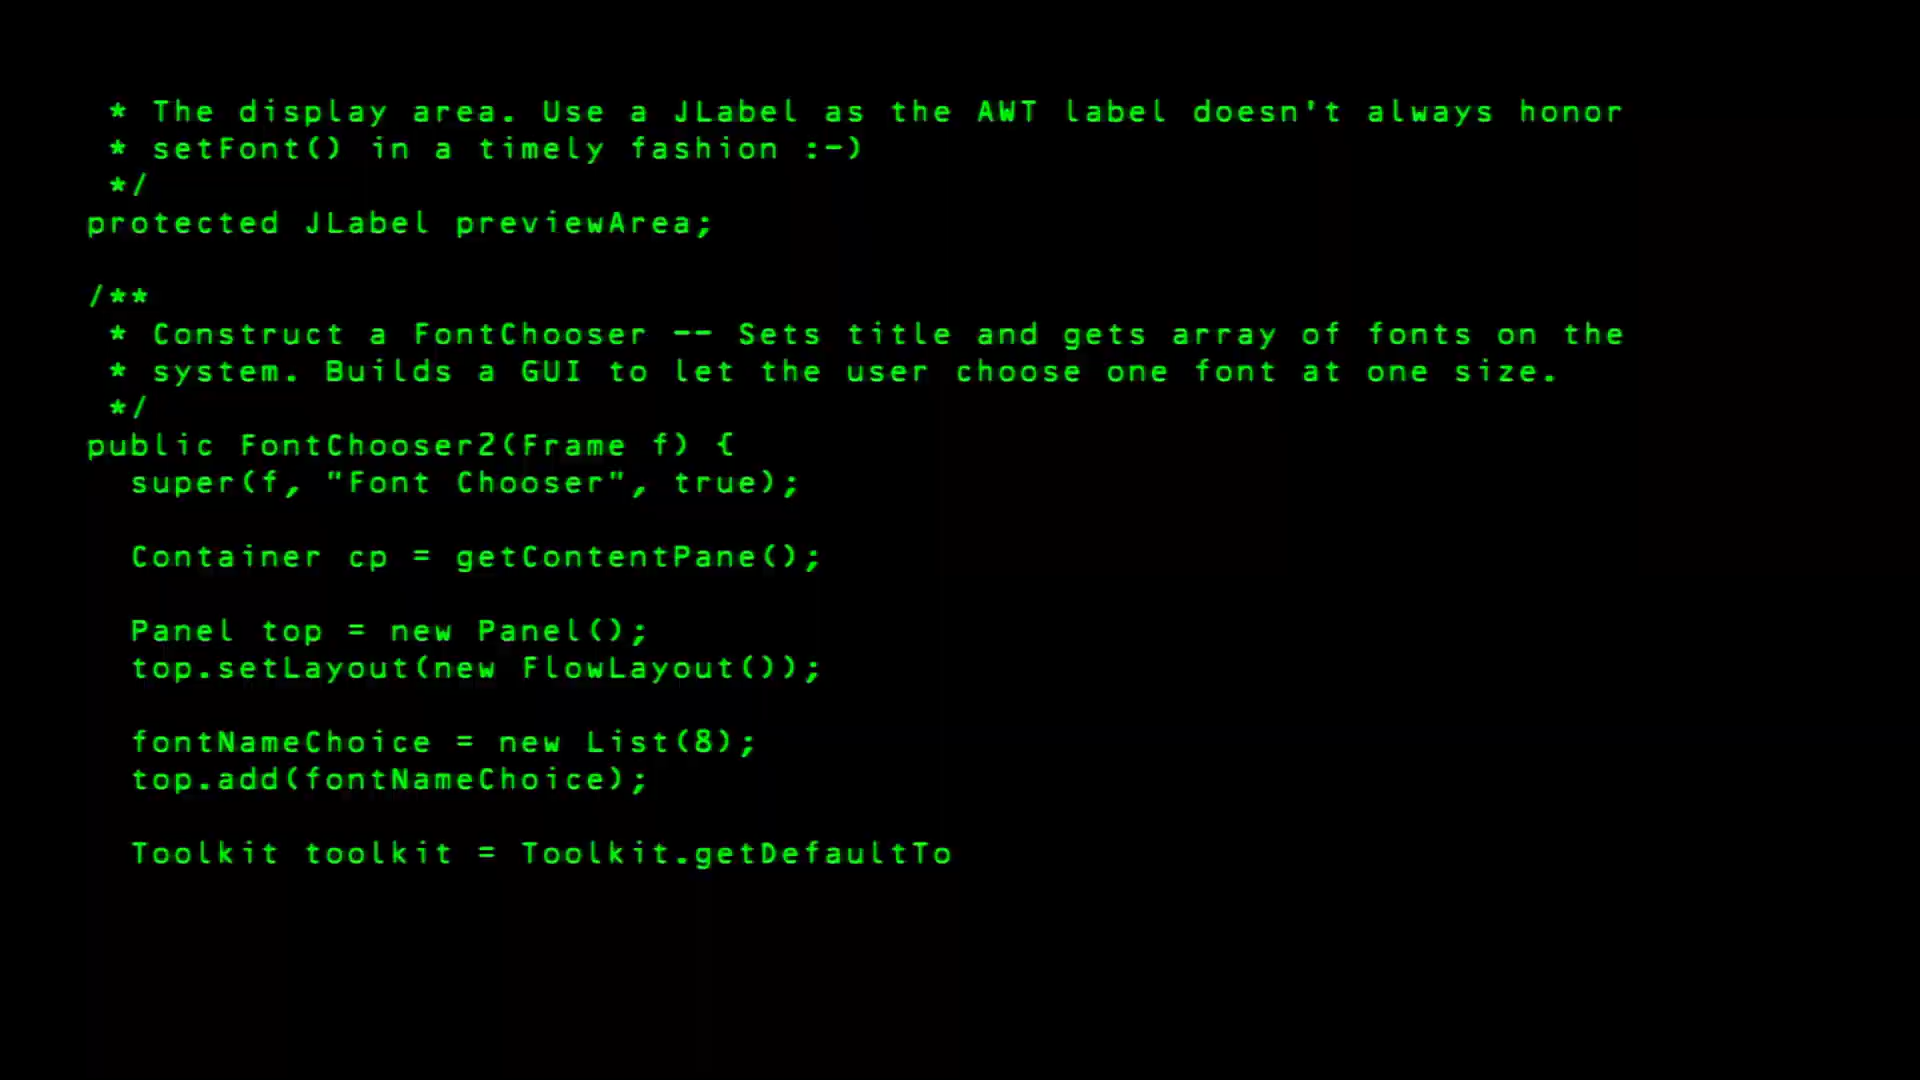 * The display area. Use a JLabel as the AWT label doesn't always honor
 * setFont() in a timely fashion :-)
 */
protected JLabel previewArea;

/**
 * Construct a FontChooser -- Sets title and gets array of fonts on the
 * system. Builds a GUI to let the user choose one font at one size.
 */
public FontChooser2(Frame f) {
  super(f, "Font Chooser", true);

  Container cp = getContentPane();

  Panel top = new Panel();
  top.setLayout(new FlowLayout());

  fontNameChoice = new List(8);
  top.add(fontNameChoice);

  Toolkit toolkit = Toolkit.getDefaultTo